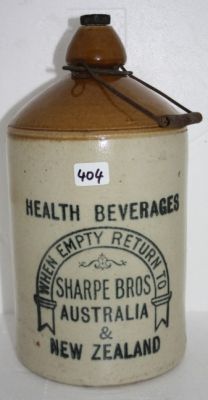 404
HEALTH BEVERAGES
WHEN EMPTY RETURN TO
SHARPE BROS
AUSTRALIA
&
NEW ZEALAND